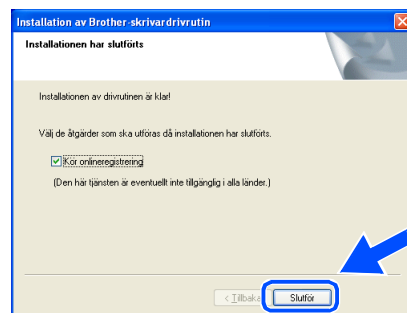 Installation av Brother-skrivardrivrutin
Installationen har slutförts
Installationen av drivrutinen är klar!
Välj de åtgärder som ska utföras då installationen har slutförts.
Kör onlineregistrering
(Den här tjänsten är eventuellt inte tillgänglig i alla länder.)
< Tillbaka Slutför